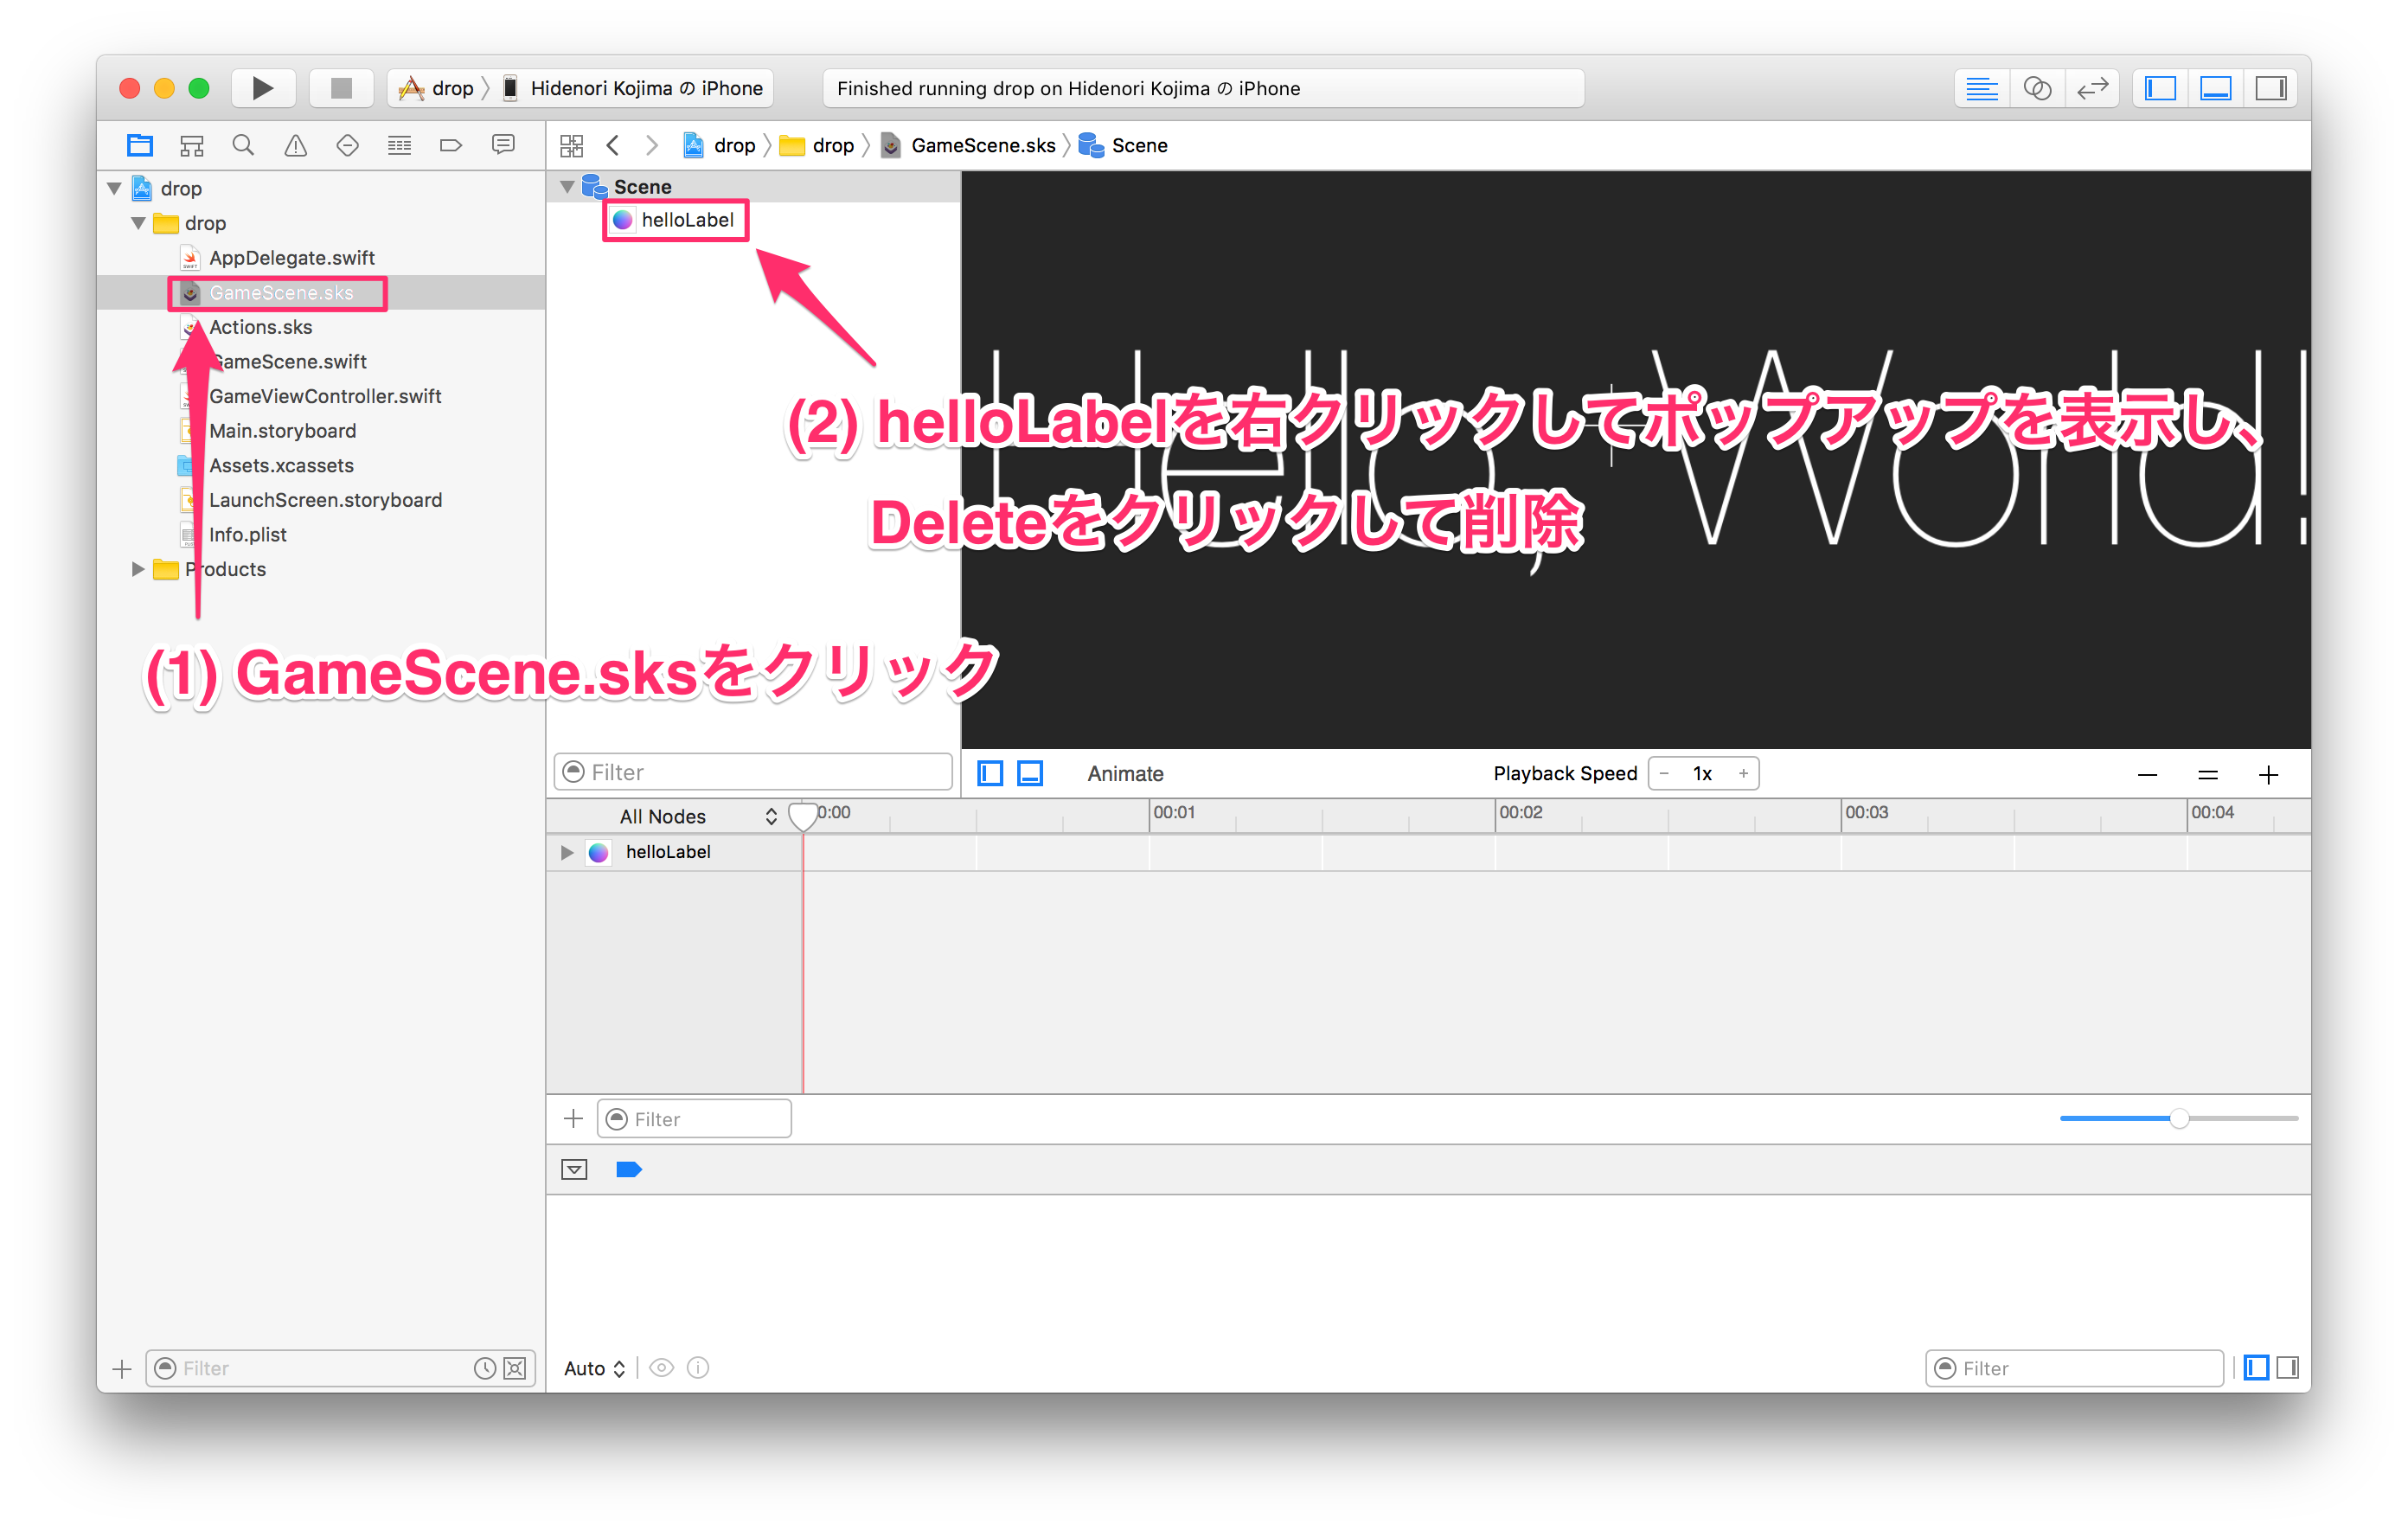 drop 〉 Hidenori Kojima の iPhone
Finished running drop on Hidenori Kojima の iPhone
drop 〉 drop 〉 GameScene.sks 〉 Scene
drop
drop
AppDelegate.swift
GameScene.sks
Actions.sks
GameScene.swift
GameViewController.swift
Main.storyboard
Assets.xcassets
LaunchScreen.storyboard
Info.plist
Products
(1) GameScene.sksをクリック
Scene
helloLabel
Hello, World!
(2) helloLabelを右クリックしてポップアップを表示し、
Deleteをクリックして削除
Filter
Animate
Playback Speed − 1x +
All Nodes
0:00 00:01 00:02 00:03 00:04
helloLabel
Filter
Filter
Auto
Filter